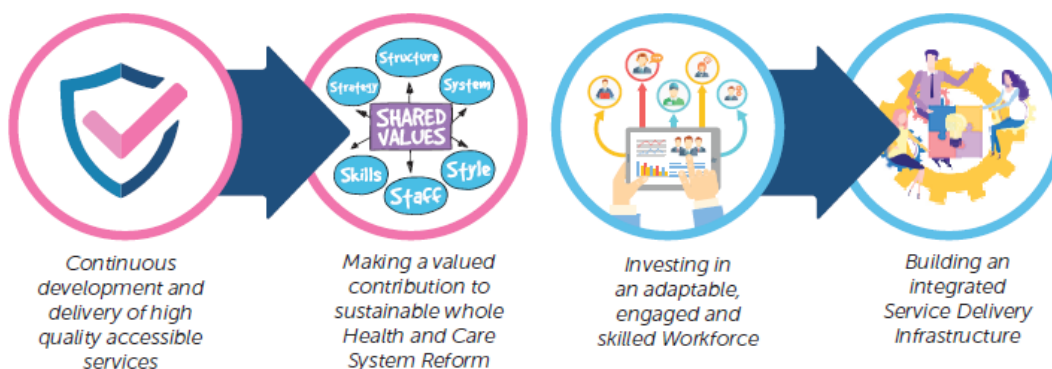 Structure
Strategy
System
SHARED
VALUES
Skills
Style
Staff
Continuous
development and
delivery of high
quality accessible
services
Making a valued
contribution to
sustainable whole
Health and Care
System Reform
Investing in
an adaptable,
engaged and
skilled Workforce
Building an
integrated
Service Delivery
Infrastructure